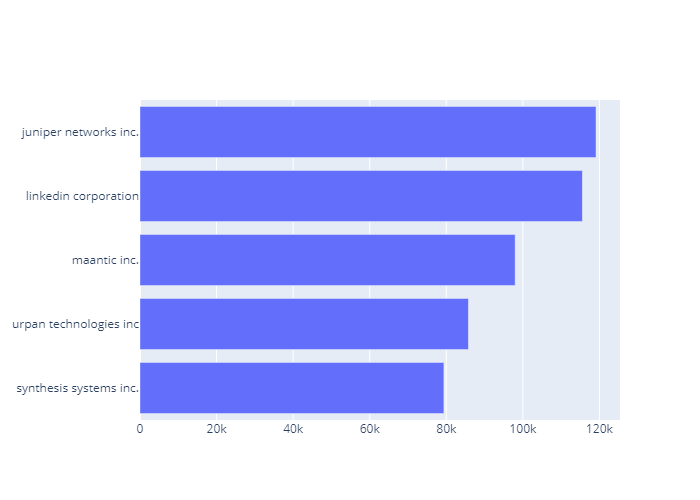 juniper networks inc.
linkedin corporation
maantic inc.
urpan technologies inc
synthesis systems inc.
0 20k 40k 60k 80k 100k 120k